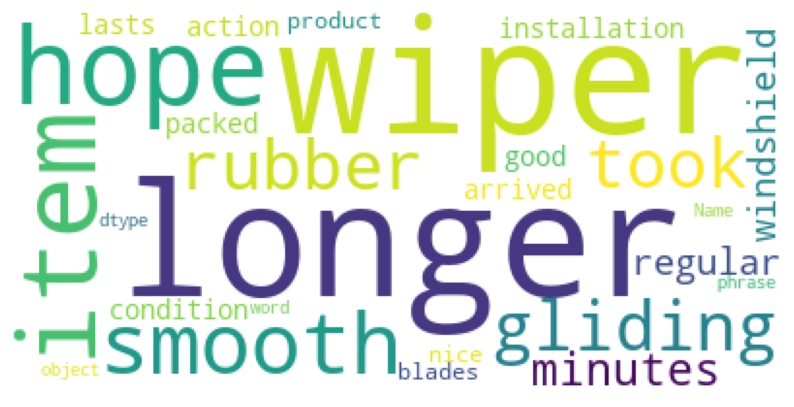 lasts action product installation
hope wiper windshield
packed
item rubber good took
arrived
dtype longer Name
regular
phrase
condition word gliding
smooth nice minutes
object blades